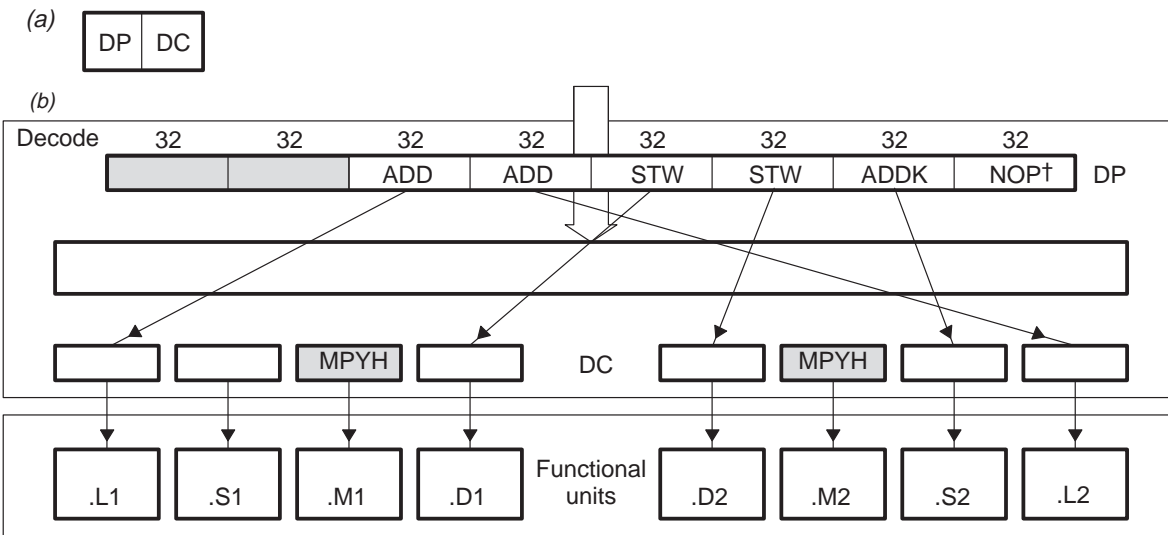 (a)
DP DC
(b)
Decode 32 32 32 32 32 32 32 32
ADD ADD STW STW ADDK NOP† DP
MPYH DC MPYH
Functional
units
.L1 .S1 .M1 .D1 .D2 .M2 .S2 .L2